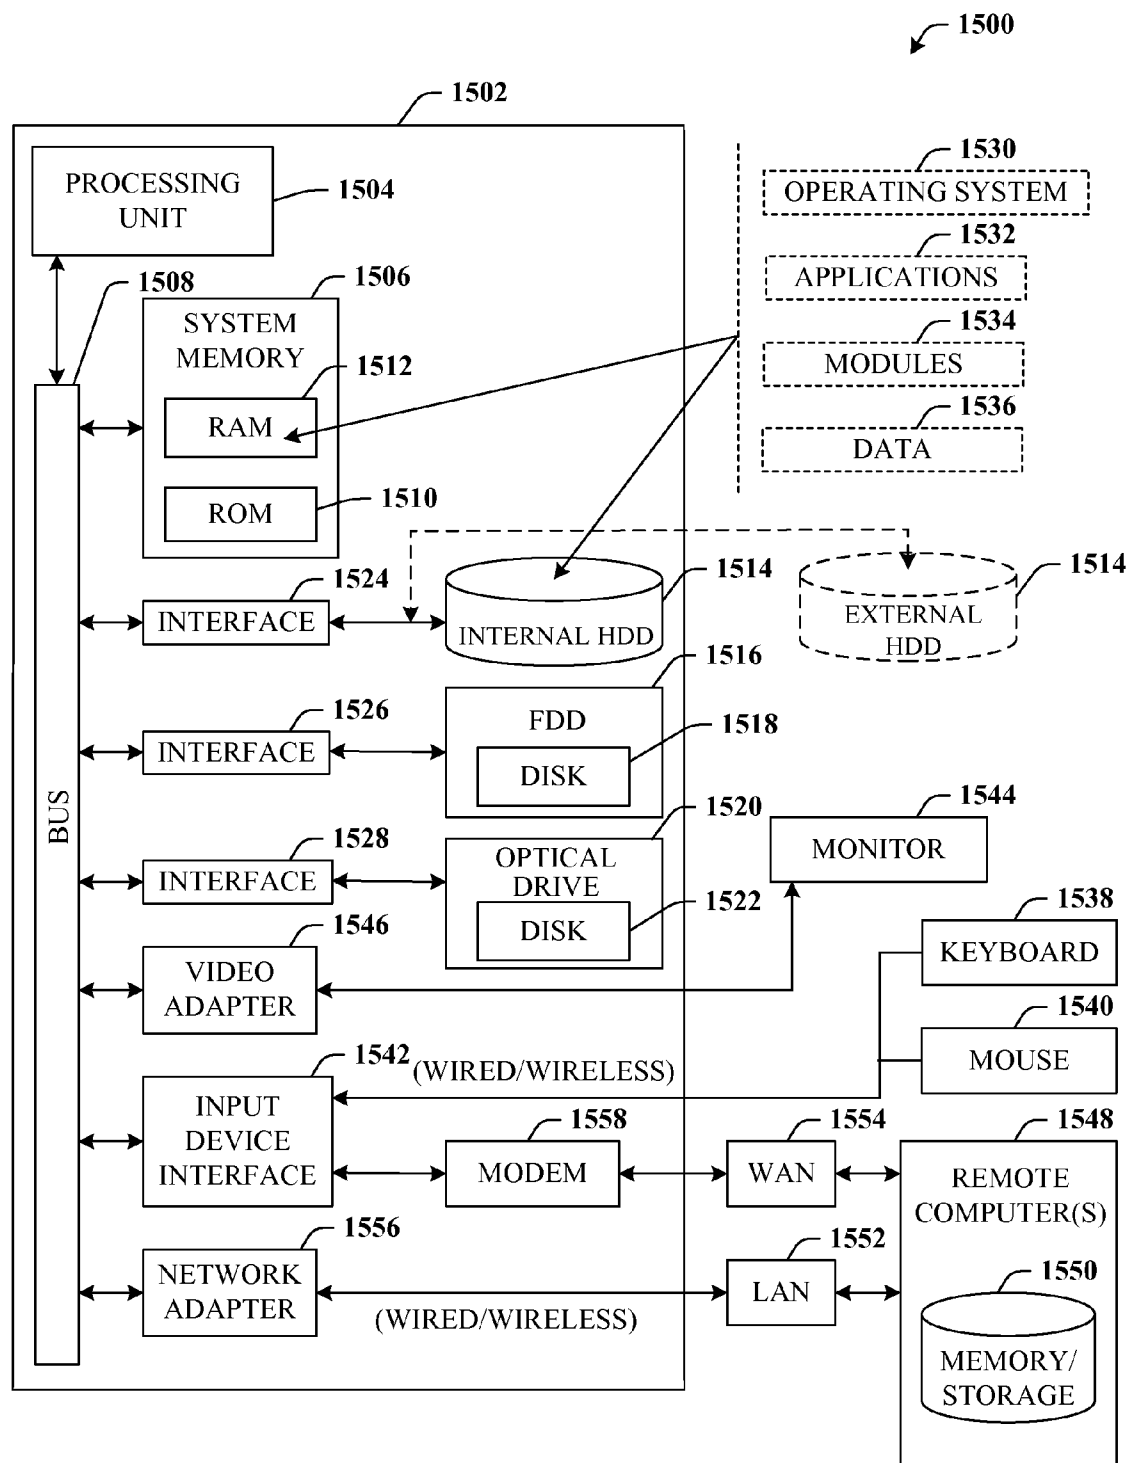 1500
1502
PROCESSING
UNIT
1504
1530
OPERATING SYSTEM
1532
APPLICATIONS
1534
MODULES
1536
DATA
1508
1506
SYSTEM
MEMORY
1512
RAM
1510
ROM
1524
INTERFACE
1514
INTERNAL HDD
1514
EXTERNAL
HDD
1526
INTERFACE
1516
FDD
1518
DISK
BUS
1528
INTERFACE
1520
OPTICAL
DRIVE
1522
DISK
1544
MONITOR
1546
VIDEO
ADAPTER
1538
KEYBOARD
1540
MOUSE
1542
(WIRED/WIRELESS)
INPUT
DEVICE
INTERFACE
1558
MODEM
1554
WAN
1548
REMOTE
COMPUTER(S)
1556
NETWORK
ADAPTER
(WIRED/WIRELESS)
1552
LAN
1550
MEMORY/
STORAGE